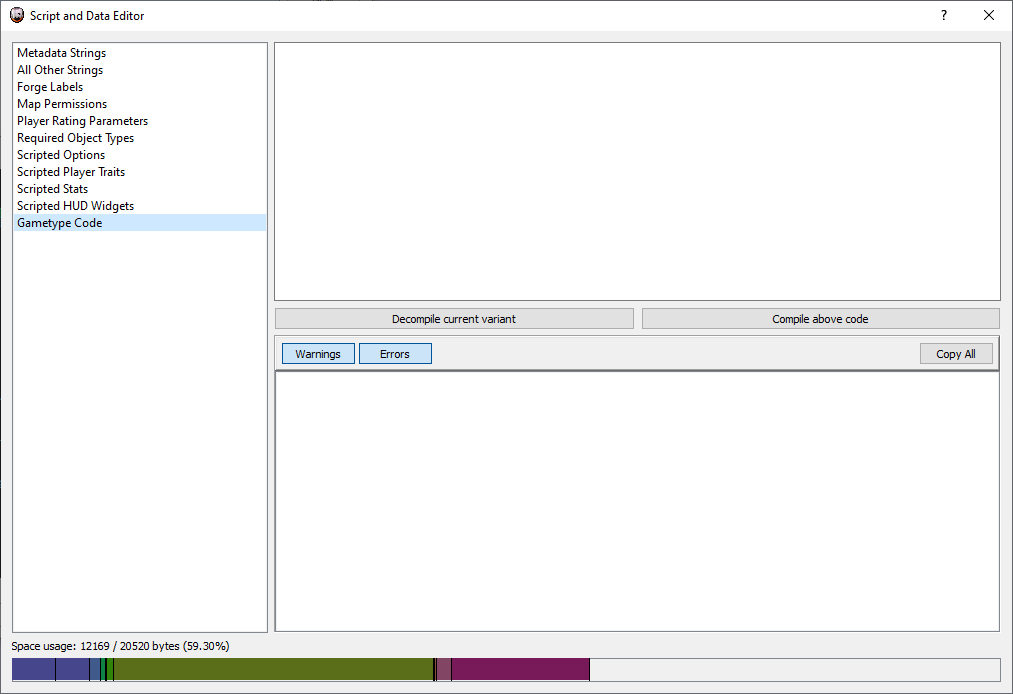 Script and Data Editor
?
Metadata Strings
All Other Strings
Forge Labels
Map Permissions
Player Rating Parameters
Required Object Types
Scripted Options
Scripted Player Traits
Scripted Stats
Scripted HUD Widgets
Gametype Code
Decompile current variant
Compile above code
Warnings
Errors
Copy All
Space usage: 12169 / 20520 bytes (59.30%)